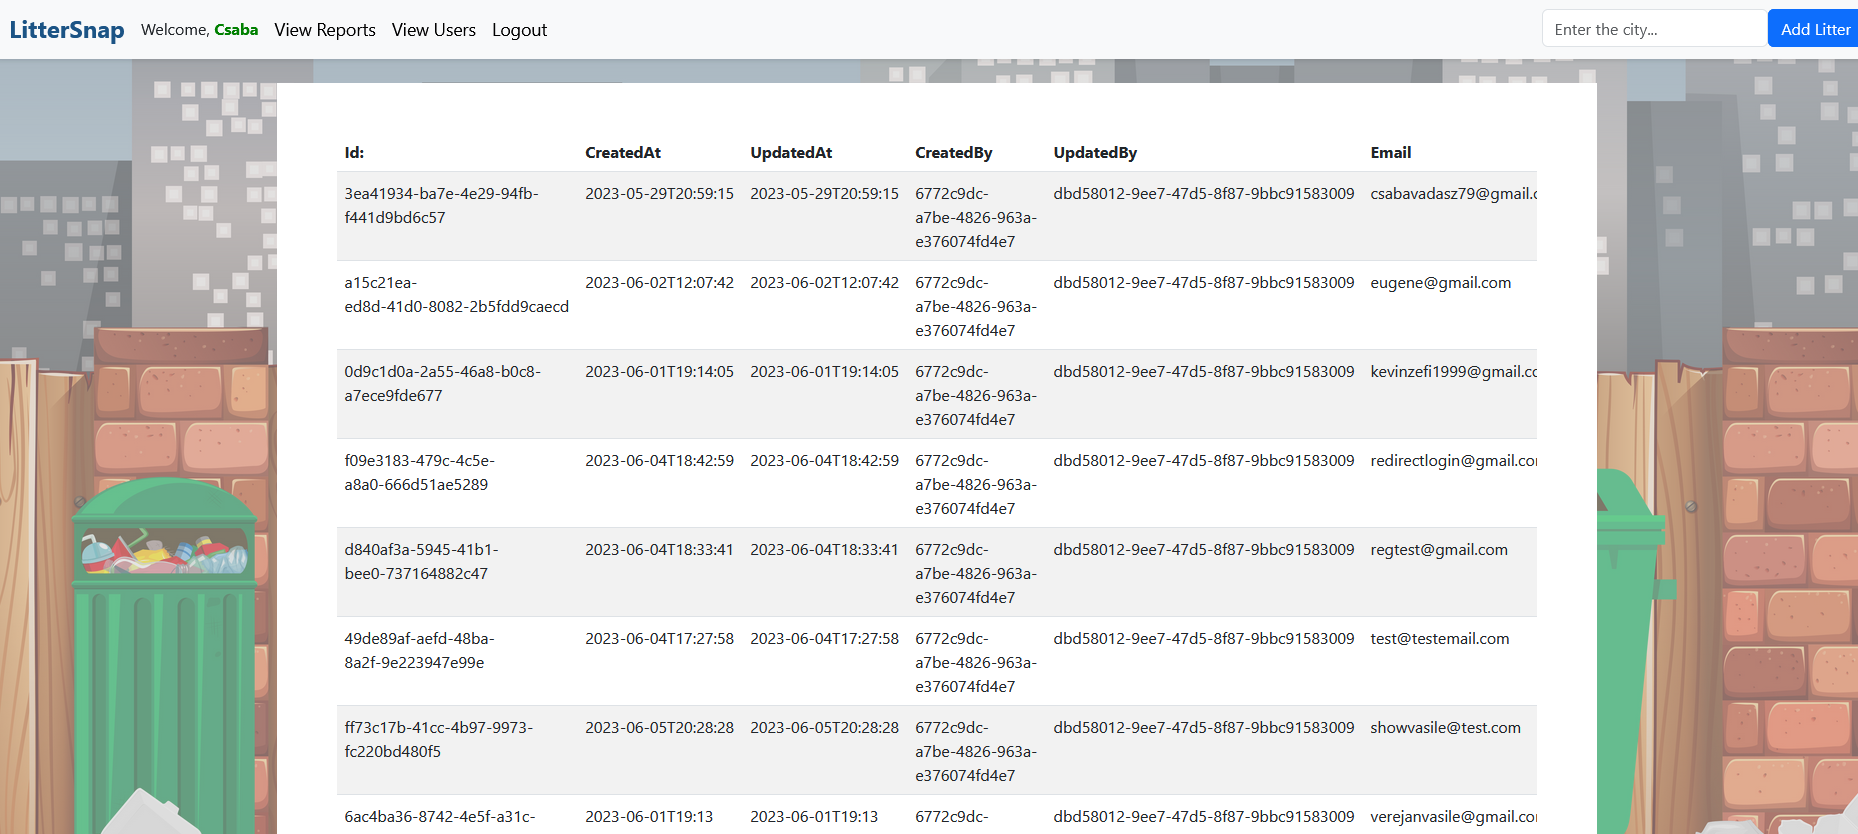 LitterSnap Welcome, Csaba View Reports View Users Logout Enter the city... Add Litter
Id: CreatedAt UpdatedAt CreatedBy UpdatedBy Email
3ea41934-ba7e-4e29-94fb- 2023-05-29T20:59:15 2023-05-29T20:59:15 6772c9dc- dbd58012-9ee7-47d5-8f87-9bbc91583009 csabavadasz79@gmail.c
f441d9bd6c57 a7be-4826-963a-
e376074fd4e7
a15c21ea- 2023-06-02T12:07:42 2023-06-02T12:07:42 6772c9dc- dbd58012-9ee7-47d5-8f87-9bbc91583009 eugene@gmail.com
ed8d-41d0-8082-2b5fdd9caecd a7be-4826-963a-
e376074fd4e7
0d9c1d0a-2a55-46a8-b0c8- 2023-06-01T19:14:05 2023-06-01T19:14:05 6772c9dc- dbd58012-9ee7-47d5-8f87-9bbc91583009 kevinzefi1999@gmail.co
a7ece9fde677 a7be-4826-963a-
e376074fd4e7
f09e3183-479c-4c5e- 2023-06-04T18:42:59 2023-06-04T18:42:59 6772c9dc- dbd58012-9ee7-47d5-8f87-9bbc91583009 redirectlogin@gmail.co
a8a0-666d51ae5289 a7be-4826-963a-
e376074fd4e7
d840af3a-5945-41b1- 2023-06-04T18:33:41 2023-06-04T18:33:41 6772c9dc- dbd58012-9ee7-47d5-8f87-9bbc91583009 regtest@gmail.com
bee0-737164882c47 a7be-4826-963a-
e376074fd4e7
49de89af-aefd-48ba- 2023-06-04T17:27:58 2023-06-04T17:27:58 6772c9dc- dbd58012-9ee7-47d5-8f87-9bbc91583009 test@testemail.com
8a2f-9e223947e99e a7be-4826-963a-
e376074fd4e7
ff73c17b-41cc-4b97-9973- 2023-06-05T20:28:28 2023-06-05T20:28:28 6772c9dc- dbd58012-9ee7-47d5-8f87-9bbc91583009 showvasile@test.com
fc220bd480f5 a7be-4826-963a-
e376074fd4e7
6ac4ba36-8742-4e5f-a31c- 2023-06-01T19:13 2023-06-01T19:13 6772c9dc- dbd58012-9ee7-47d5-8f87-9bbc91583009 verejanvasile@gmail.co